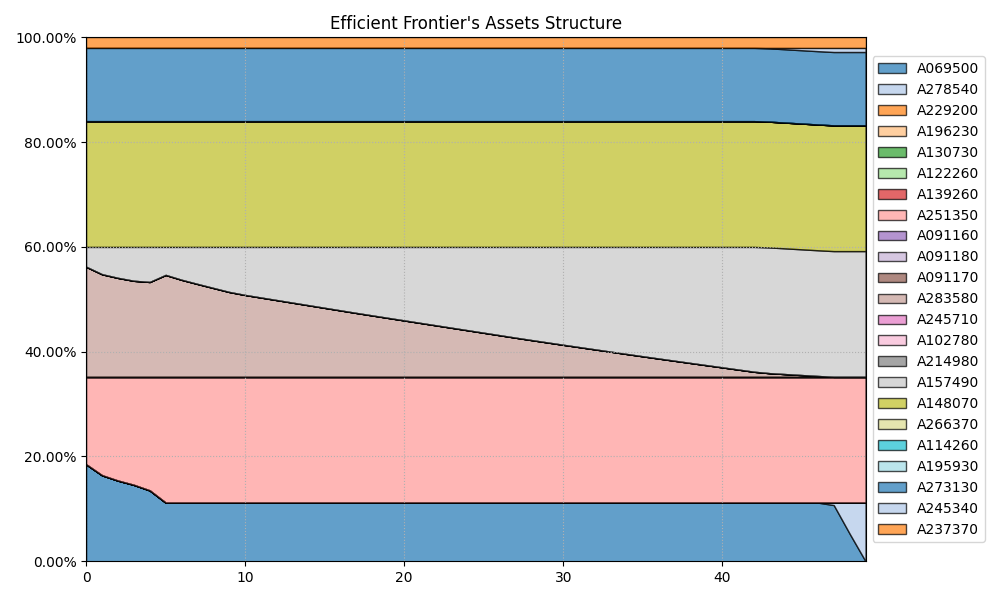 Efficient Frontier's Assets Structure
100.00%
80.00%
60.00%
40.00%
20.00%
0.00%
0 10 20 30 40
A069500
A278540
A229200
A196230
A130730
A122260
A139260
A251350
A091160
A091180
A091170
A283580
A245710
A102780
A214980
A157490
A148070
A266370
A114260
A195930
A273130
A245340
A237370